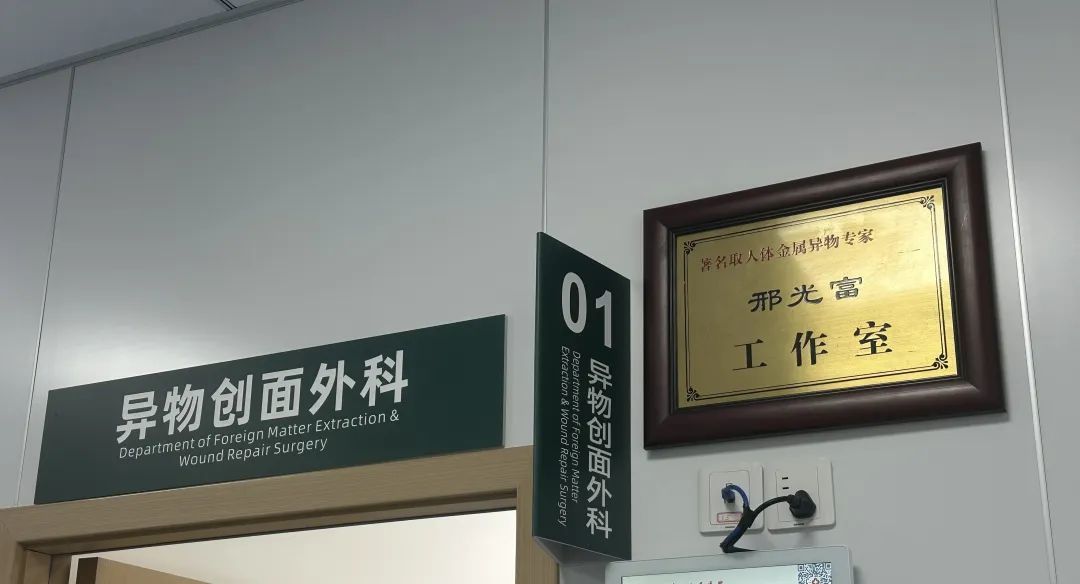 异物创面外科
Department of Foreign Matter Extraction &
Wound Repair Surgery
01
异物创面外科
Department of Foreign Matter
Extraction & Wound Repair Surgery
著名取人体金属异物专家
邢光富
工作室